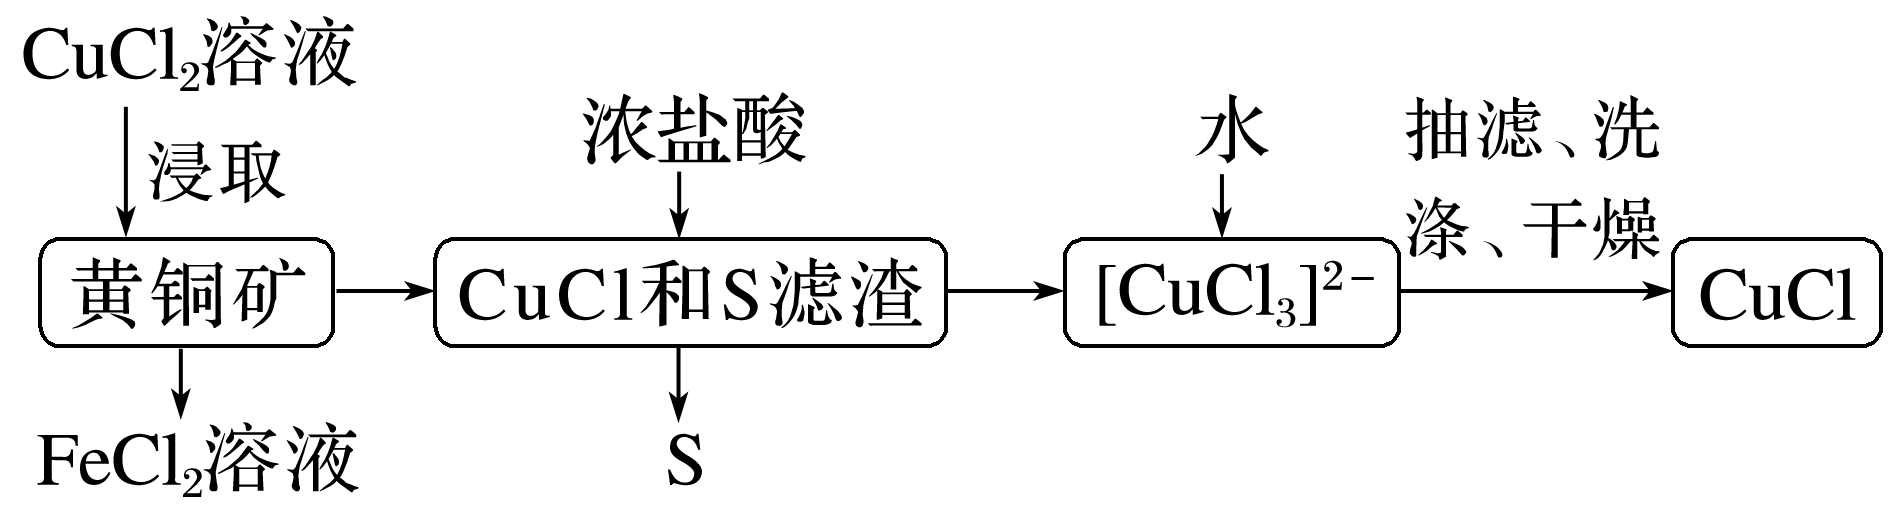 CuCl₂溶液
浸取
浓盐酸
水
抽滤、洗
涤、干燥
黄铜矿
CuCl和S滤渣
[CuCl₃]²⁻
CuCl
FeCl₂溶液
S